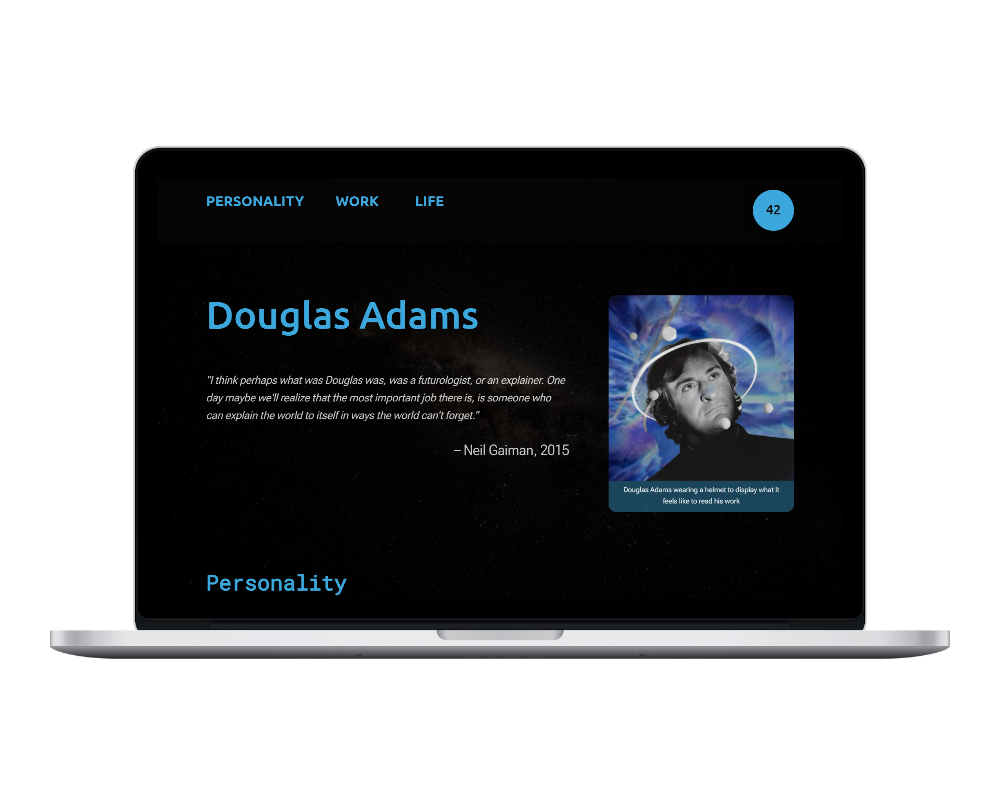 PERSONALITY WORK LIFE 42
Douglas Adams
"I think perhaps what was Douglas was, was a futurologist, or an explainer. One
day maybe we'll realize that the most important job there is, is someone who
can explain the world to itself in ways the world can't forget."
– Neil Gaiman, 2015
Douglas Adams wearing a helmet to display what it
feels like to read his work
Personality